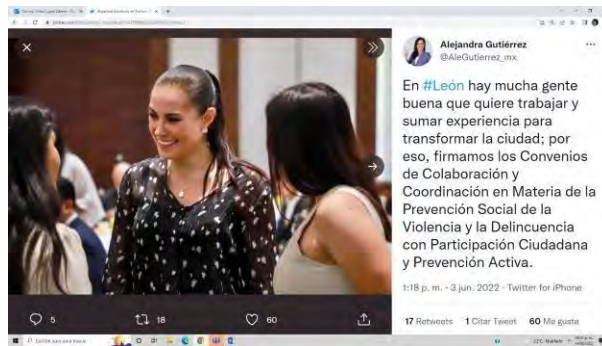 Alejandra Gutiérrez
@AleGutierrez_mx
En #León hay mucha gente
buena que quiere trabajar y
sumar experiencia para
transformar la ciudad; por
eso, firmamos los Convenios
de Colaboración y
Coordinación en Materia de la
Prevención Social de la
Violencia y la Delincuencia
con Participación Ciudadana
y Prevención Activa.
1:18 p. m. · 3 jun. 2022 · Twitter for iPhone
5 18 60
17 Retweets 1 Citar Tweet 60 Me gusta